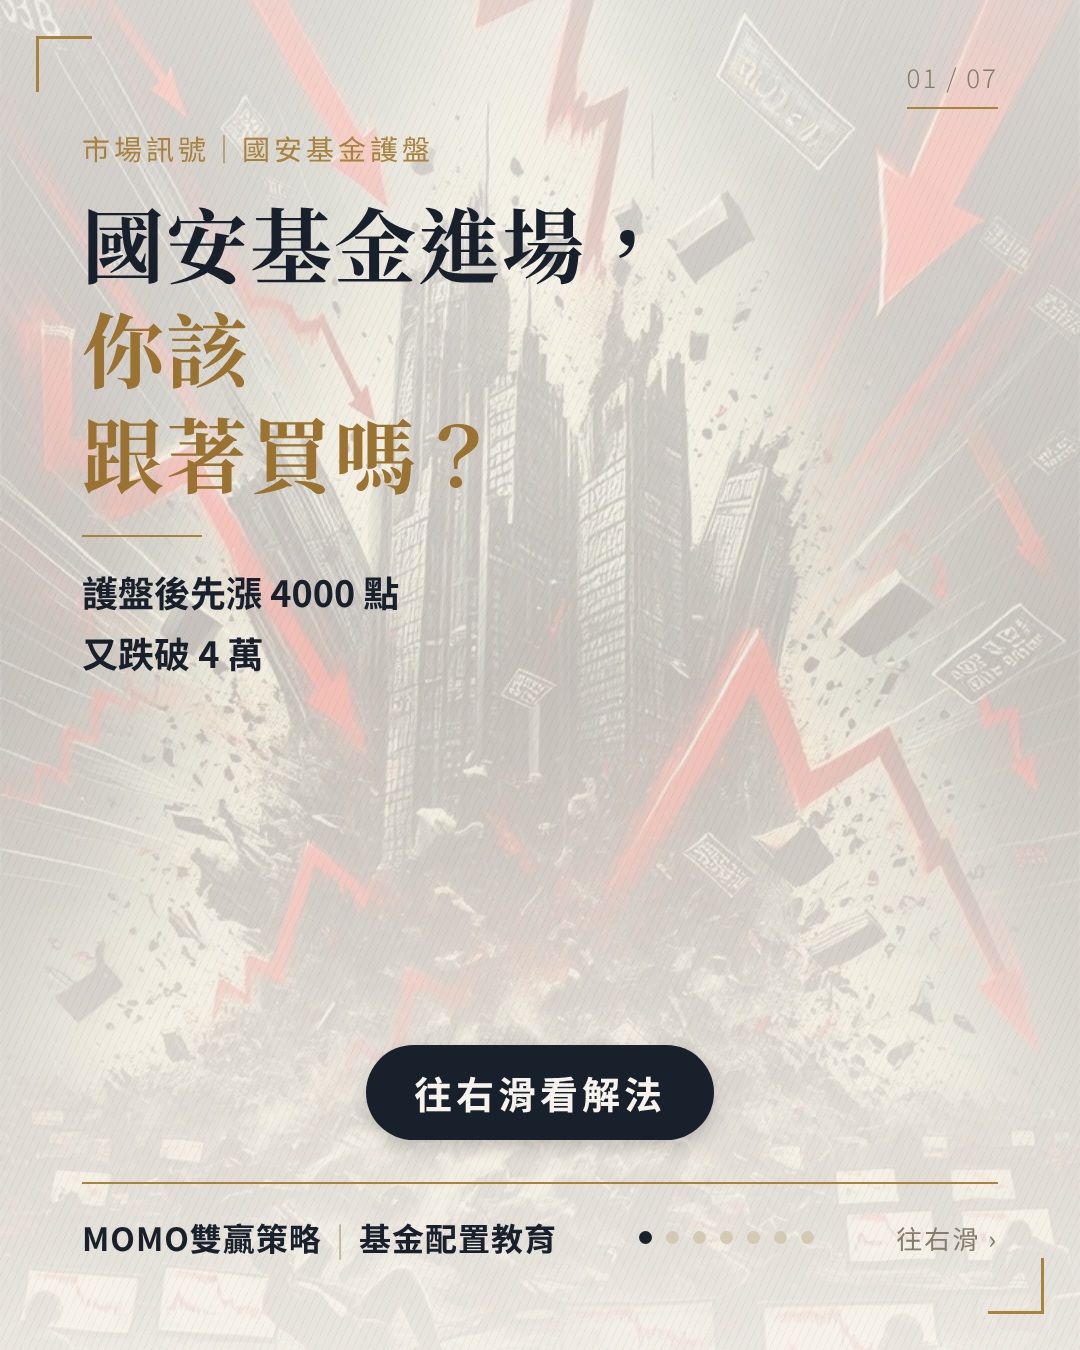 01 / 07
市場訊號｜國安基金護盤
國安基金進場，
你該
跟著買嗎？
護盤後先漲 4000 點
又跌破 4 萬
往右滑看解法
MOMO雙贏策略｜基金配置教育
往右滑 ›